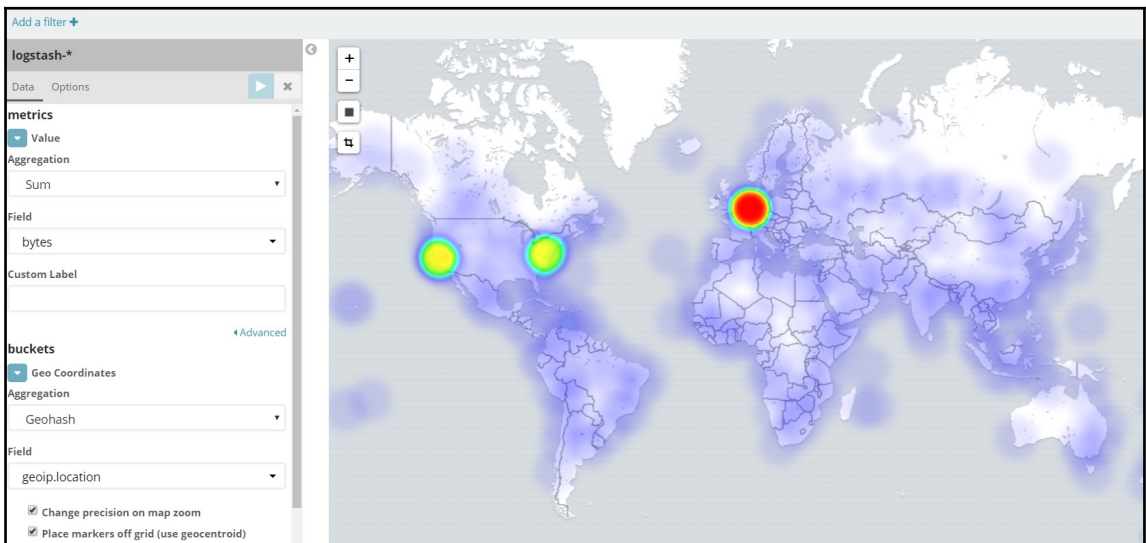 Add a filter +
logstash-*
Data Options
metrics
Value
Aggregation
Sum
Field
bytes
Custom Label
Advanced
buckets
Geo Coordinates
Aggregation
Geohash
Field
geoip.location
Change precision on map zoom
Place markers off grid (use geocentroid)
+
−